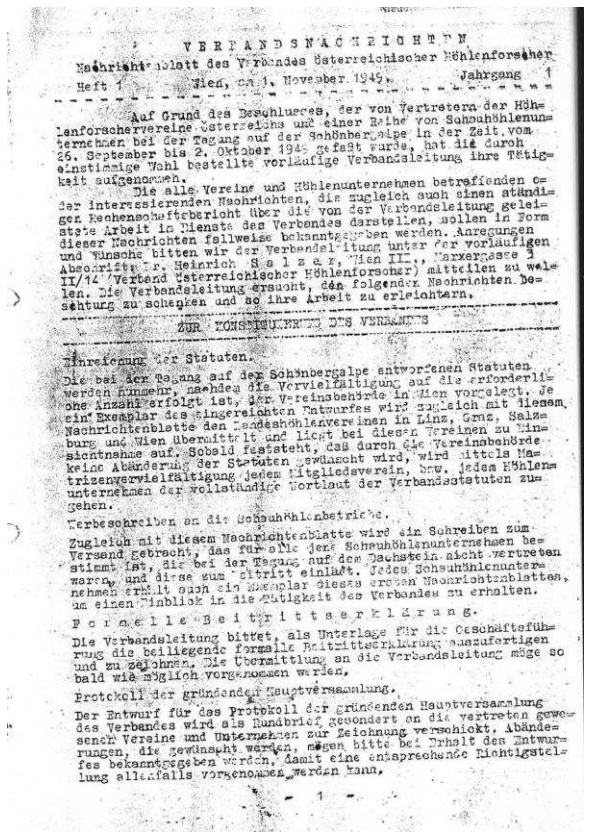 VERBANDSNACHRICHTEN
Nachrichtenblatt des Verbandes österreichischer Höhlenforscher
Heft 1 Wien, am 1. November 1949. Jahrgang 1
Auf Grund des Beschlusses, der von Vertretern der Höh=
lenforschervereine Österreichs und einer Reihe von Schauhöhlenun=
ternehmen bei der Tagung auf der Schönbergalpe in der Zeit vom
26. September bis 2. Oktober 1949 gefaßt wurde, hat die durch
einstimmige Wahl bestellte vorläufige Verbandsleitung ihre Tätig=
keit aufgenommen.
Die alle Vereine und Höhlenunternehmen betreffenden o=
der interessierenden Nachrichten, die zugleich auch einen ständi=
gen Rechenschaftsbericht über die von der Verbandsleitung gelei=
stete Arbeit im Dienste des Verbandes darstellen, sollen in Form
dieser Nachrichten fallweise bekanntgegeben werden. Anregungen
und Wünsche bitten wir der Verbandsleitung unter der vorläufigen
Abschrift: Dr. Heinrich Salzer, Wien III., Marxergasse 3
II/14 (Verband österreichischer Höhlenforscher) mitteilen zu wol=
len. Die Verbandsleitung ersucht, den folgenden Nachrichten Be=
achtung zu schenken und so ihre Arbeit zu erleichtern.
ZUR KONSTITUIERUNG DES VERBANDES
Einreichung der Statuten.
Die bei der Tagung auf der Schönbergalpe entworfenen Statuten
werden nunmehr, nachdem die Vervielfältigung auf die erforderli=
che Anzahl erfolgt ist, der Vereinsbehörde in Wien vorgelegt. Je
ein Exemplar des eingereichten Entwurfes wird zugleich mit diesem
Nachrichtenblatte den Landeshöhlenvereinen in Linz, Graz, Salz=
burg und Wien übermittelt und liegt bei diesen Vereinen zu Ein=
sichtnahme auf. Sobald feststeht, daß durch die Vereinsbehörde
keine Abänderung der Statuten gewünscht wird, wird mittels Ma=
trizenvervielfältigung jedem Mitgliedsverein, bzw. jedem Höhlen=
unternehmen der vollständige Wortlaut der Verbandsstatuten zu=
gehen.
Werbeschreiben an die Schauhöhlenbetriebe.
Zugleich mit diesem Nachrichtenblatte wird ein Schreiben zum
Versand gebracht, das für alle jene Schauhöhlenunternehmen be=
stimmt ist, die bei der Tagung auf dem Dachstein nicht vertreten
waren, und diese zum Beitritt einlädt. Jedes Schauhöhlenunter=
nehmen erhält auch ein Exemplar dieses ersten Nachrichtenblattes,
um einen Einblick in die Tätigkeit des Verbandes zu erhalten.
Formelle Beitrittserklärung.
Die Verbandsleitung bittet, als Unterlage für die Geschäftsfüh=
rung die beiliegende formelle Beitrittserklärung auszufertigen
und zu zeichnen. Die Übermittlung an die Verbandsleitung möge so
bald wie möglich vorgenommen werden.
Protokoll der gründenden Hauptversammlung.
Der Entwurf für das Protokoll der gründenden Hauptversammlung
des Verbandes wird als Rundbrief gesondert an die vertreten gewe=
senen Vereine und Unternehmen zur Zeichnung verschickt. Abände=
rungen, die gewünscht werden, mögen bitte bei Erhalt des Entwur=
fes bekanntgegeben werden, damit eine entsprechende Richtigstel=
lung allenfalls vorgenommen werden kann.
- 1 -